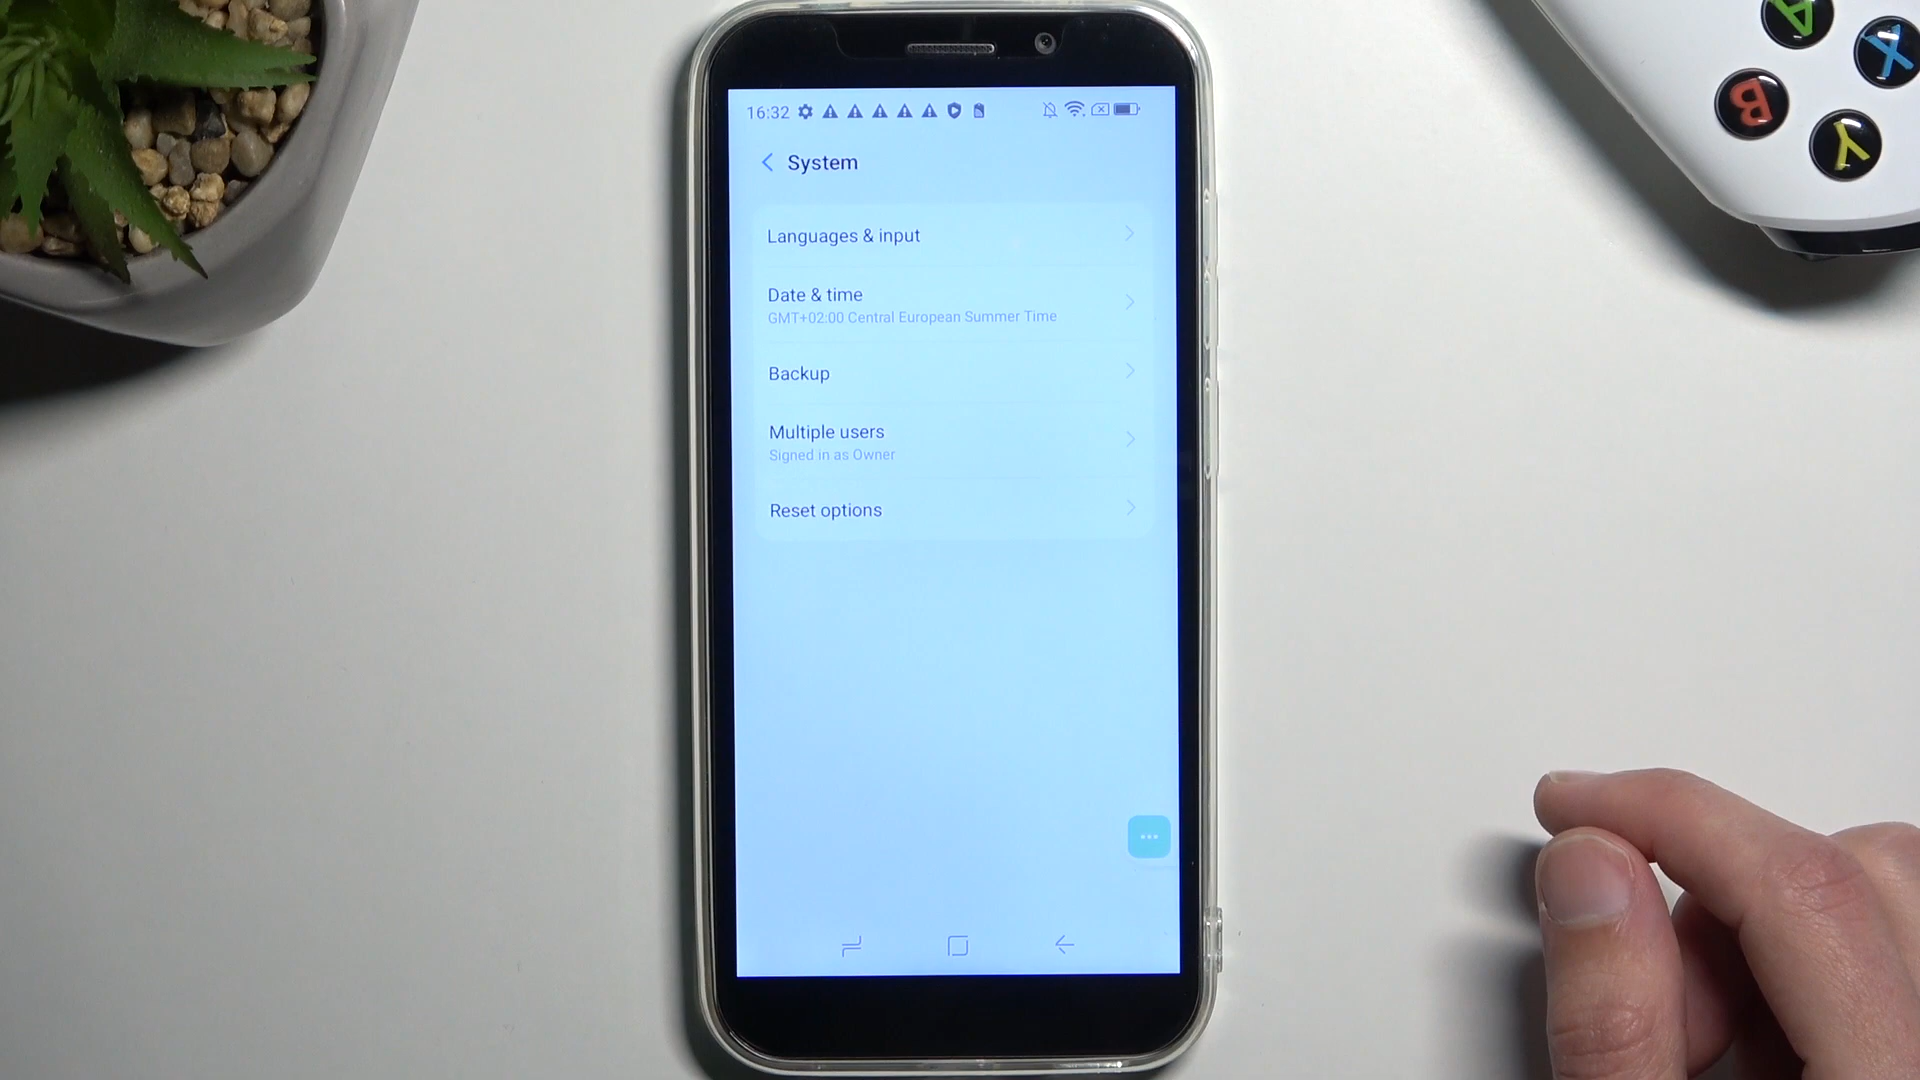 16:32
System
Languages & input
Date & time
GMT+02:00 Central European Summer Time
Backup
Multiple users
Signed in as Owner
Reset options
A
X
B
Y